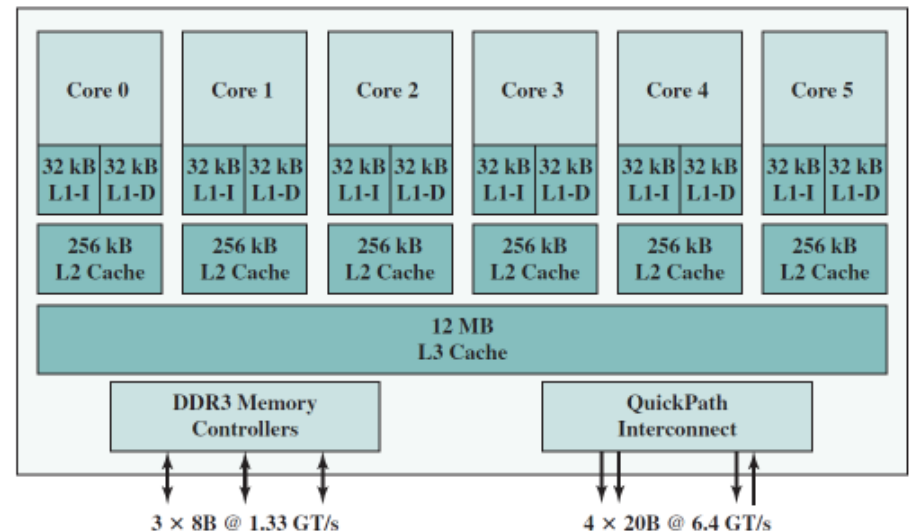 Core 0
Core 1
Core 2
Core 3
Core 4
Core 5
32 kB 32 kB
L1-I L1-D
32 kB 32 kB
L1-I L1-D
32 kB 32 kB
L1-I L1-D
32 kB 32 kB
L1-I L1-D
32 kB 32 kB
L1-I L1-D
32 kB 32 kB
L1-I L1-D
256 kB
L2 Cache
256 kB
L2 Cache
256 kB
L2 Cache
256 kB
L2 Cache
256 kB
L2 Cache
256 kB
L2 Cache
12 MB
L3 Cache
DDR3 Memory
Controllers
QuickPath
Interconnect
3 × 8B @ 1.33 GT/s
4 × 20B @ 6.4 GT/s